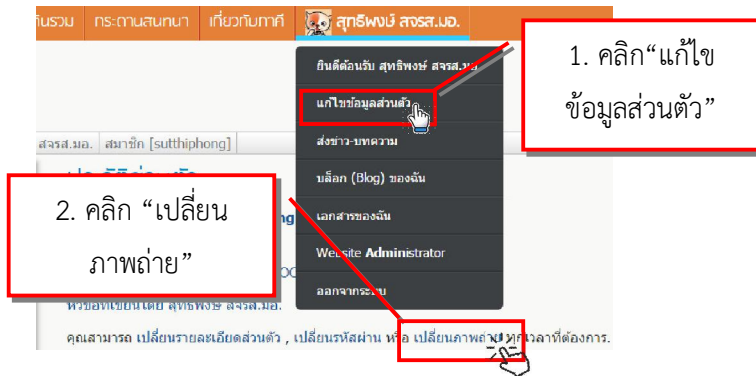 กระดานสนทนา เกี่ยวกับภาคี สุทธิพงษ์ สจรส.มอ.
ยินดีต้อนรับ สุทธิพงษ์ สจรส.มอ
1. คลิก“แก้ไข
ข้อมูลส่วนตัว”
แก้ไขข้อมูลส่วนตัว
สจรส.มอ. สมาชิก [sutthiphong]
ส่งข่าว-บทความ
บล็อก (Blog) ของฉัน
2. คลิก “เปลี่ยน
ภาพถ่าย”
เอกสารของฉัน
Website Administrator
ออกจากระบบ
หัวข้อที่เขียนโดย สุทธิพงษ์ สจรส.มอ.
คุณสามารถ เปลี่ยนรายละเอียดส่วนตัว , เปลี่ยนรหัสผ่าน หรือ เปลี่ยนภาพถ่าย ทุกเวลาที่ต้องการ.